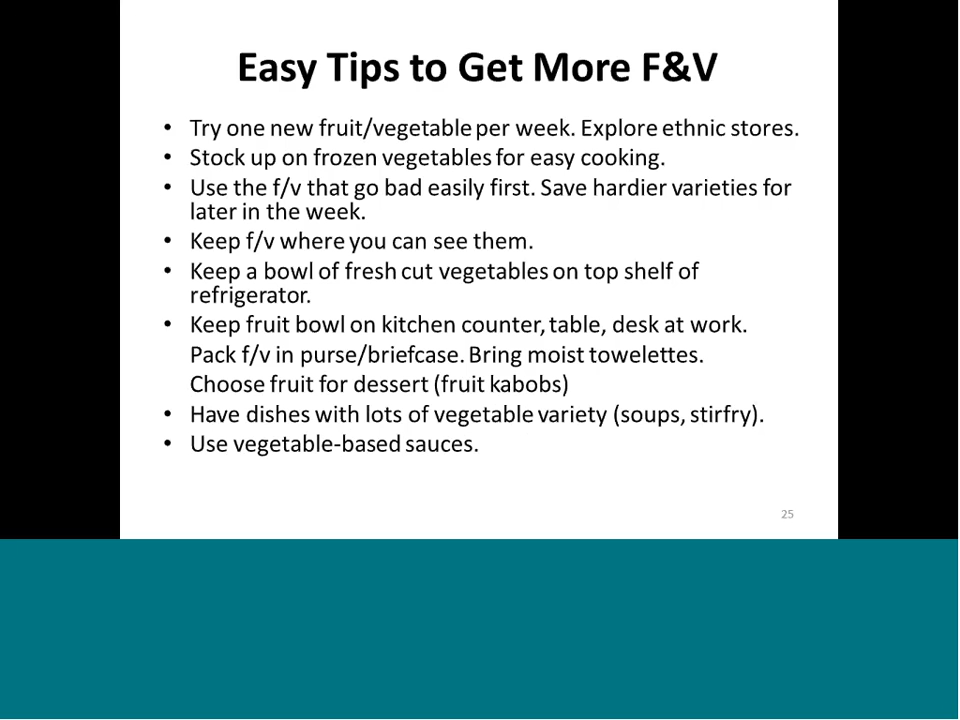 Easy Tips to Get More F&V
• Try one new fruit/vegetable per week. Explore ethnic stores.
• Stock up on frozen vegetables for easy cooking.
• Use the f/v that go bad easily first. Save hardier varieties for
later in the week.
• Keep f/v where you can see them.
• Keep a bowl of fresh cut vegetables on top shelf of
refrigerator.
• Keep fruit bowl on kitchen counter, table, desk at work.
Pack f/v in purse/briefcase. Bring moist towelettes.
Choose fruit for dessert (fruit kabobs)
• Have dishes with lots of vegetable variety (soups, stirfry).
• Use vegetable-based sauces.
25